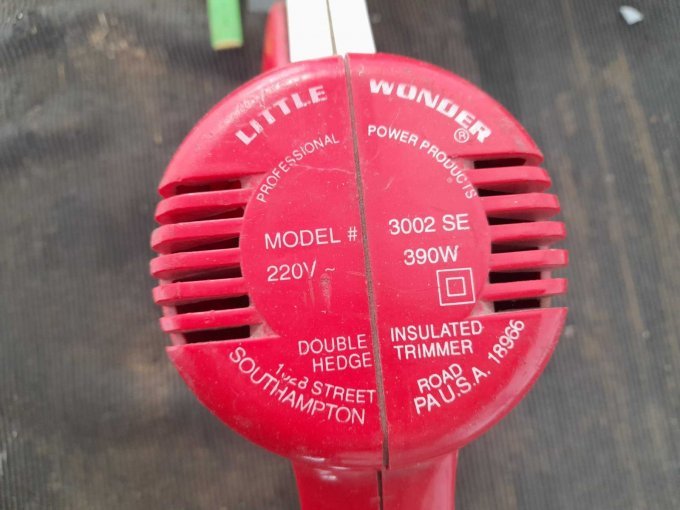 LITTLE WONDER ®
PROFESSIONAL POWER PRODUCTS
MODEL # 3002 SE
220V ~ 390W
DOUBLE INSULATED
HEDGE TRIMMER
STREET ROAD
SOUTHAMPTON PA U.S.A. 18966